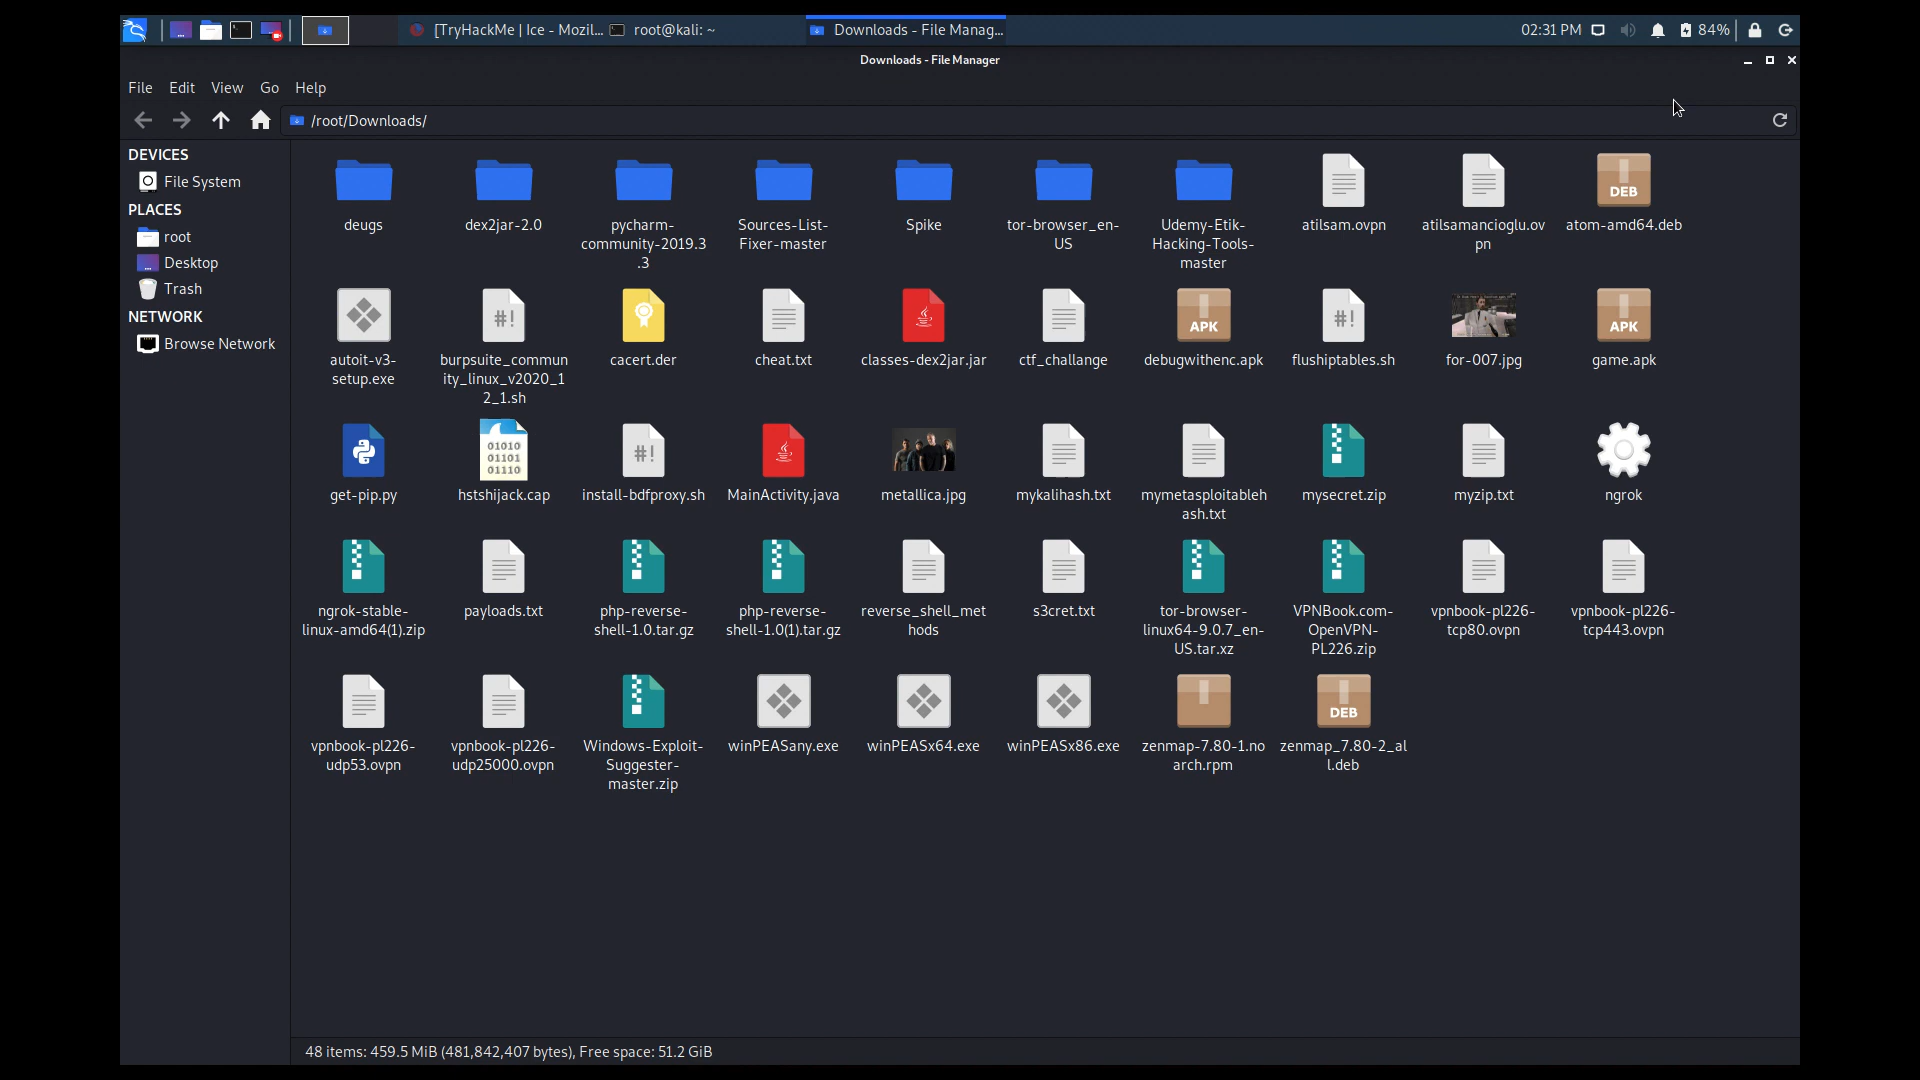 [TryHackMe | Ice - Mozil...
root@kali: ~
Downloads - File Manag...
02:31 PM
84%
Downloads - File Manager
File Edit View Go Help
/root/Downloads/
DEVICES
File System
PLACES
root
Desktop
Trash
NETWORK
Browse Network
deugs
dex2jar-2.0
pycharm-
community-2019.3
.3
Sources-List-
Fixer-master
Spike
tor-browser_en-
US
Udemy-Etik-
Hacking-Tools-
master
atilsam.ovpn
atilsamancioglu.ov
pn
DEB
atom-amd64.deb
autoit-v3-
setup.exe
#!
burpsuite_commun
ity_linux_v2020_1
2_1.sh
cacert.der
cheat.txt
classes-dex2jar.jar
ctf_challange
APK
debugwithenc.apk
#!
flushiptables.sh
for-007.jpg
APK
game.apk
get-pip.py
01010
01101
01110
hstshijack.cap
#!
install-bdfproxy.sh
MainActivity.java
metallica.jpg
mykalihash.txt
mymetasploitableh
ash.txt
mysecret.zip
myzip.txt
ngrok
ngrok-stable-
linux-amd64(1).zip
payloads.txt
php-reverse-
shell-1.0.tar.gz
php-reverse-
shell-1.0(1).tar.gz
reverse_shell_met
hods
s3cret.txt
tor-browser-
linux64-9.0.7_en-
US.tar.xz
VPNBook.com-
OpenVPN-
PL226.zip
vpnbook-pl226-
tcp80.ovpn
vpnbook-pl226-
tcp443.ovpn
vpnbook-pl226-
udp53.ovpn
vpnbook-pl226-
udp25000.ovpn
Windows-Exploit-
Suggester-
master.zip
winPEASany.exe
winPEASx64.exe
winPEASx86.exe
zenmap-7.80-1.no
arch.rpm
DEB
zenmap_7.80-2_al
l.deb
48 items: 459.5 MiB (481,842,407 bytes), Free space: 51.2 GiB